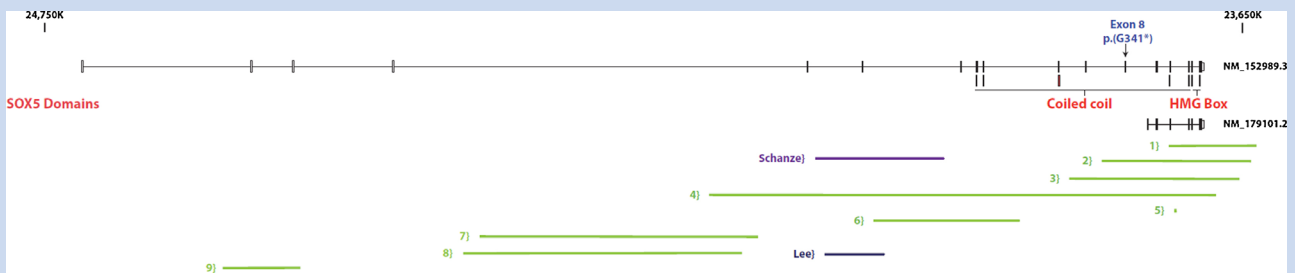 24,750K
23,650K
Exon 8
p.(G341*)
NM_152989.3
SOX5 Domains
Coiled coil
HMG Box
NM_179101.2
1}
Schanze}
2}
3}
4}
5}
6}
7}
8}
Lee}
9}